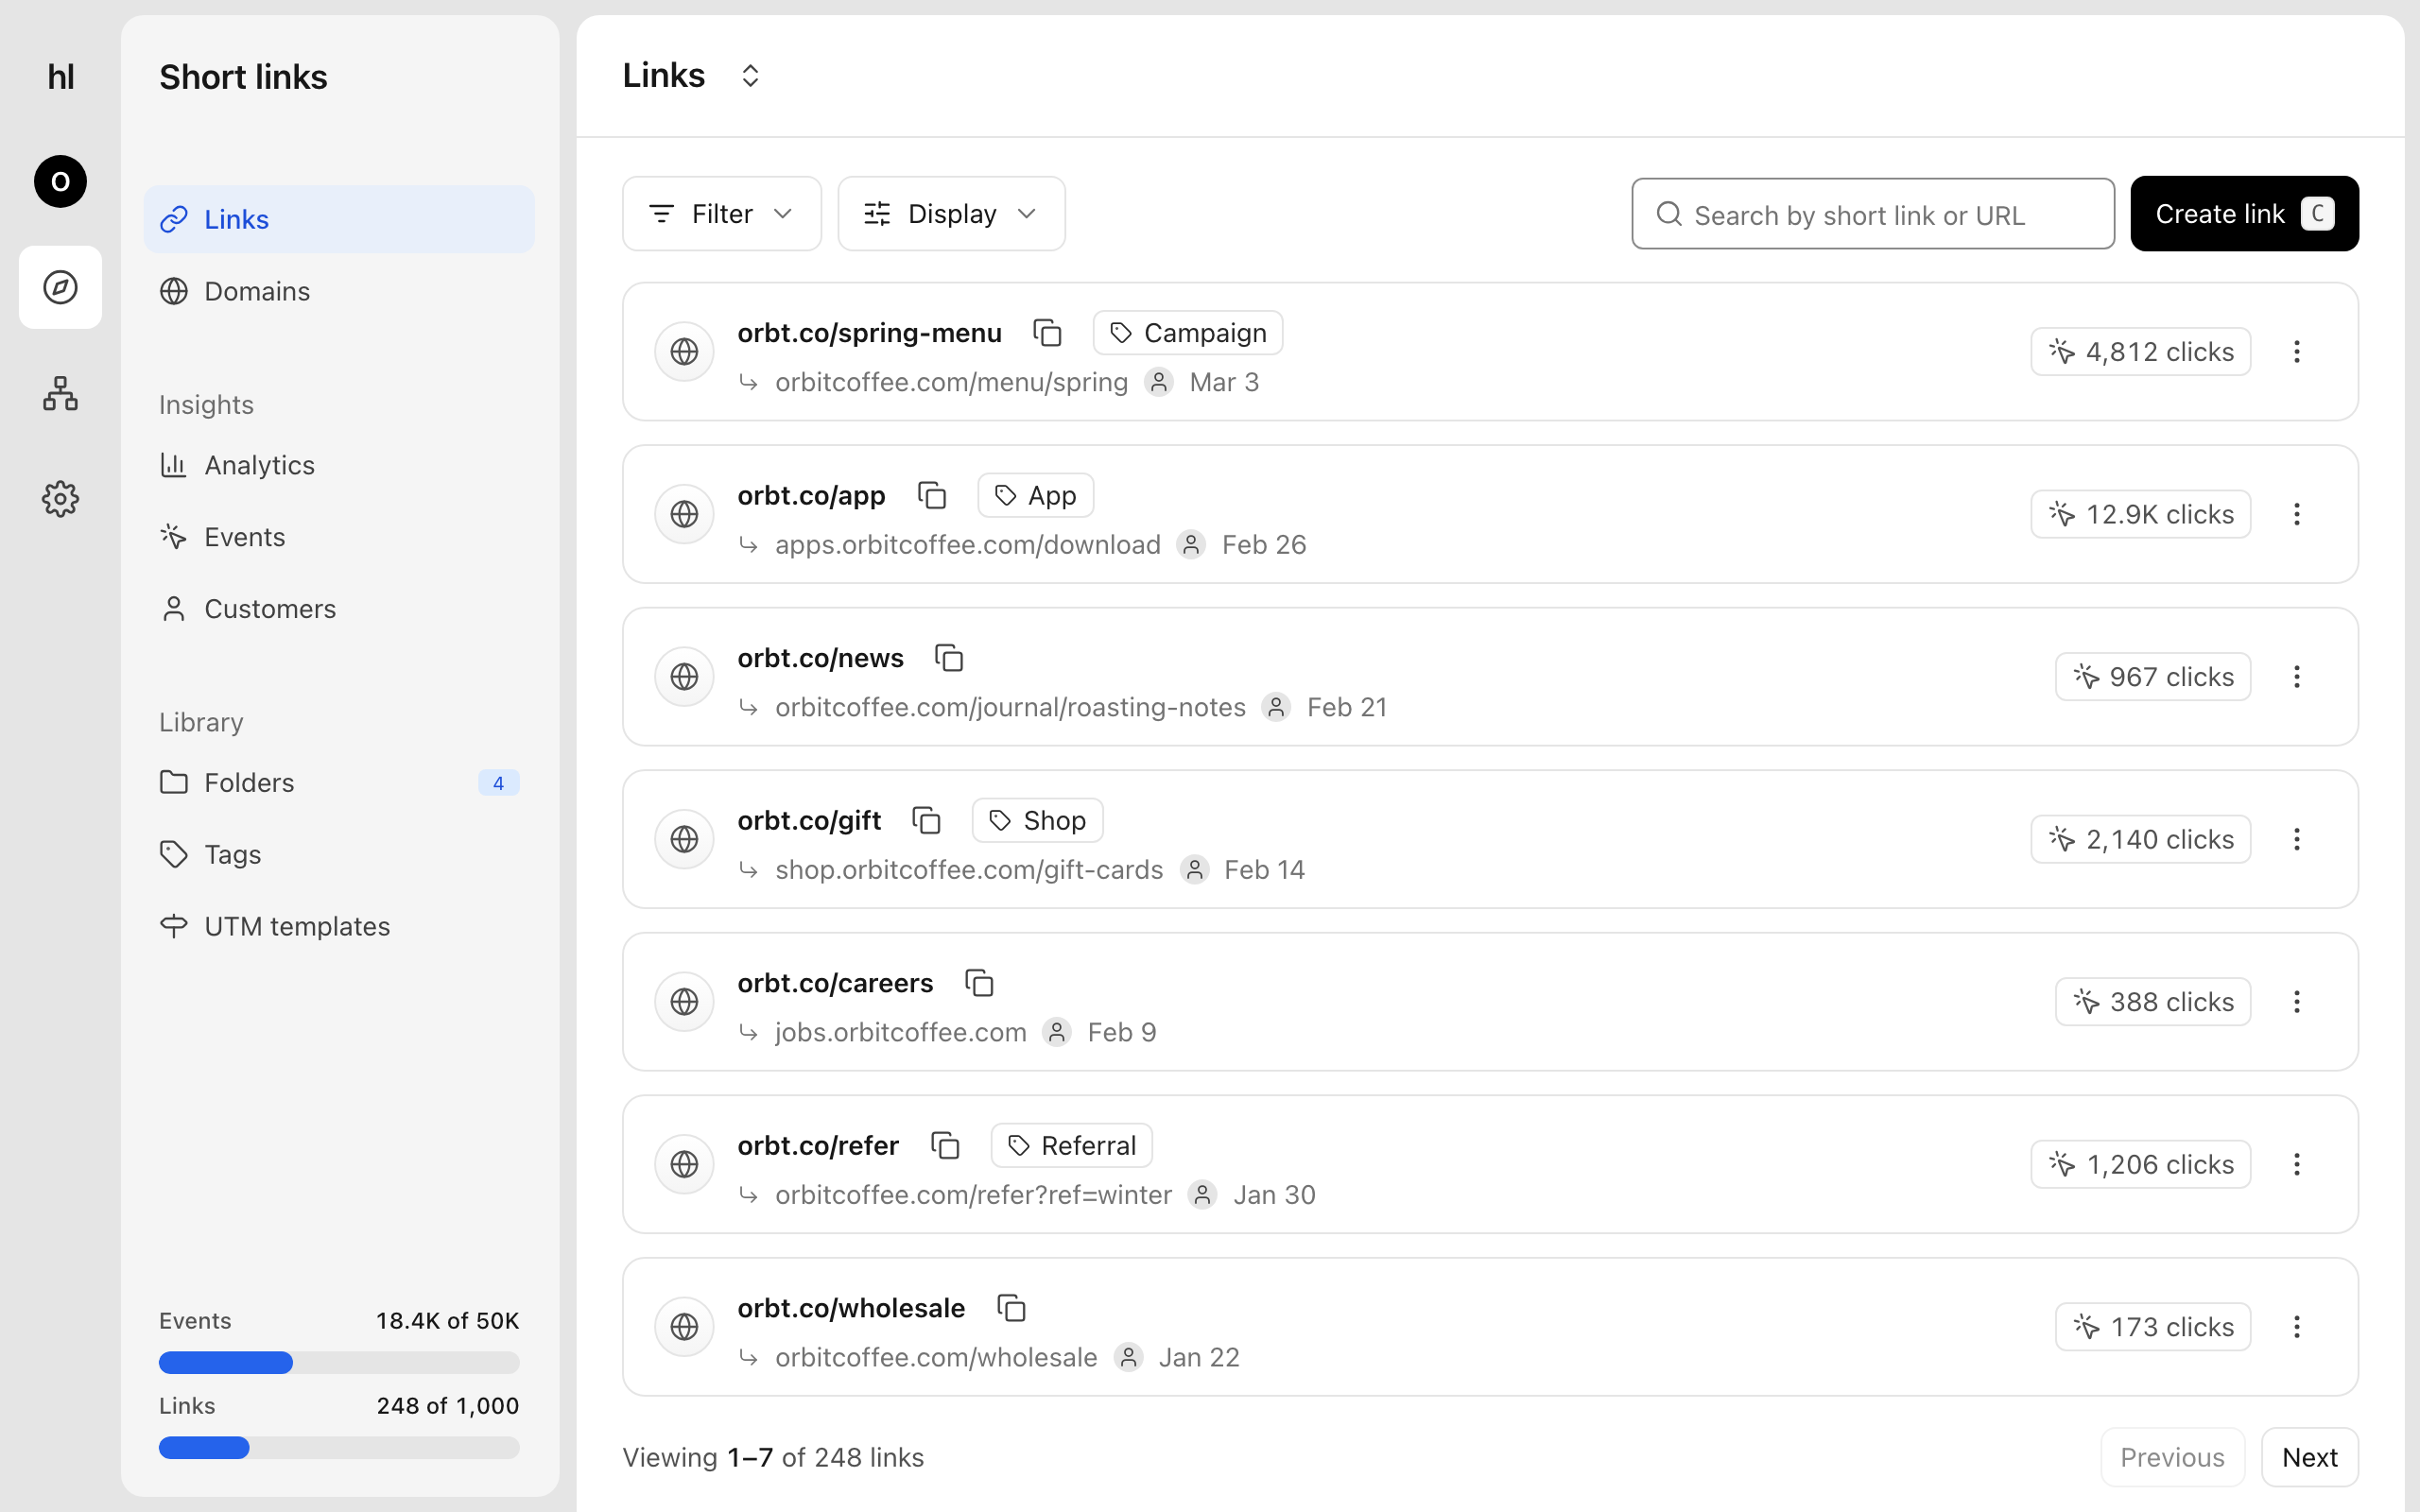 hl
O
Short links
Links
Domains
Insights
Analytics
Events
Customers
Library
Folders 4
Tags
UTM templates
Events 18.4K of 50K
Links 248 of 1,000
Links
Filter Display Search by short link or URL Create link C
orbt.co/spring-menu Campaign
orbitcoffee.com/menu/spring Mar 3
4,812 clicks
orbt.co/app App
apps.orbitcoffee.com/download Feb 26
12.9K clicks
orbt.co/news
orbitcoffee.com/journal/roasting-notes Feb 21
967 clicks
orbt.co/gift Shop
shop.orbitcoffee.com/gift-cards Feb 14
2,140 clicks
orbt.co/careers
jobs.orbitcoffee.com Feb 9
388 clicks
orbt.co/refer Referral
orbitcoffee.com/refer?ref=winter Jan 30
1,206 clicks
orbt.co/wholesale
orbitcoffee.com/wholesale Jan 22
173 clicks
Viewing 1–7 of 248 links Previous Next